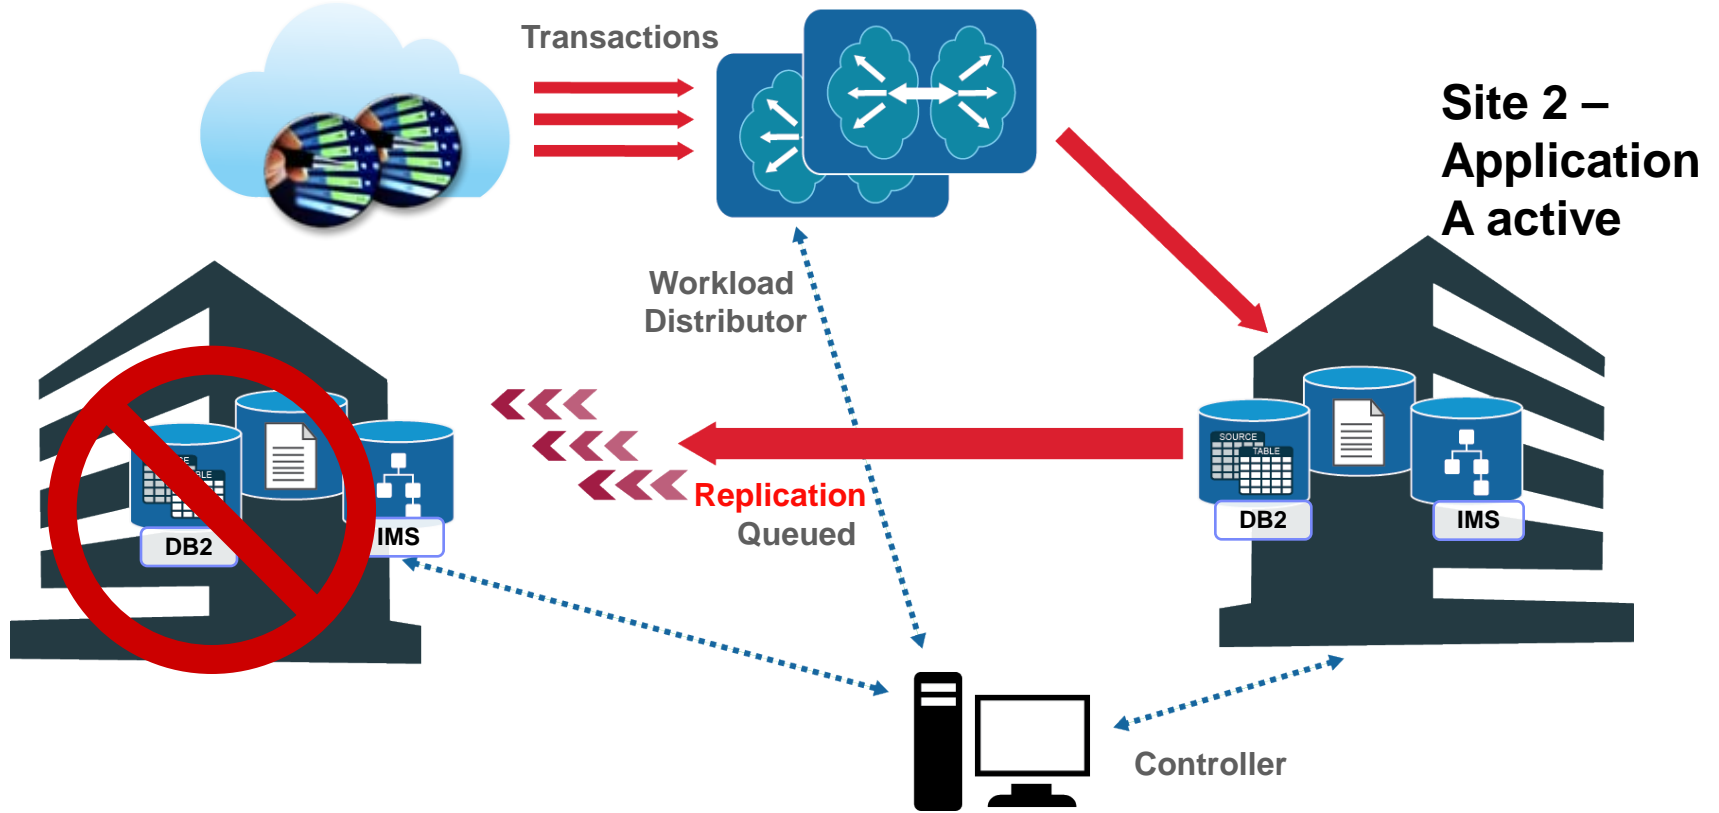 Transactions
Site 2 –
Application
A active
Workload
Distributor
SOURCE
TABLE
DB2
IMS
DB2
IMS
Replication
Queued
Controller